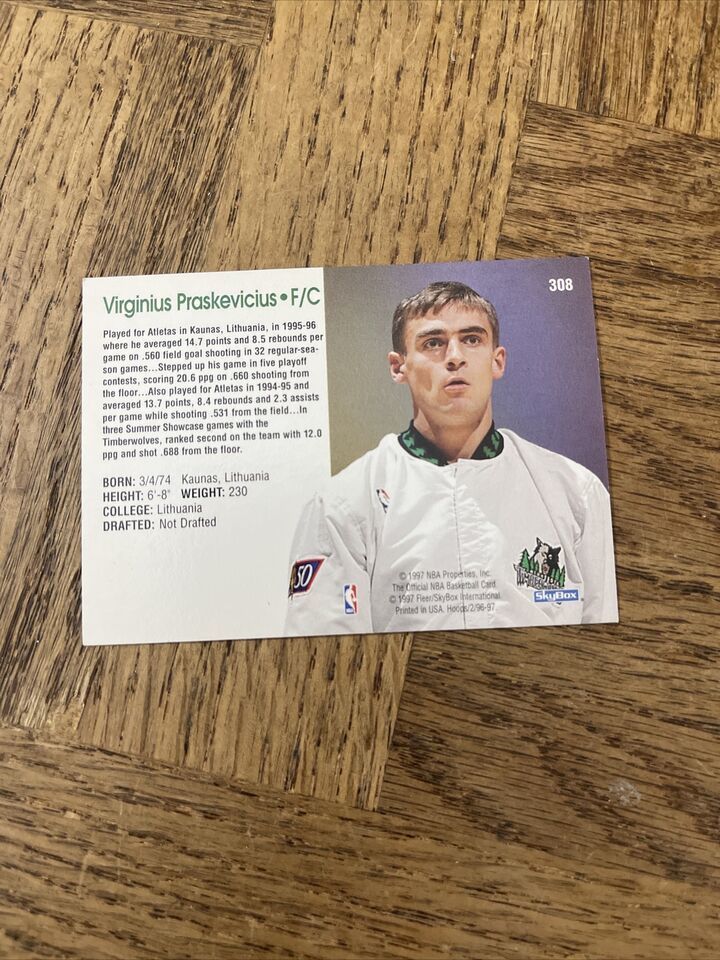 308
Virginius Praskevicius • F/C
Played for Atletas in Kaunas, Lithuania, in 1995-96
where he averaged 14.7 points and 8.5 rebounds per
game on .560 field goal shooting in 32 regular-sea-
son games...Stepped up his game in five playoff
contests, scoring 20.6 ppg on .660 shooting from
the floor...Also played for Atletas in 1994-95 and
averaged 13.7 points, 8.4 rebounds and 2.3 assists
per game while shooting .531 from the field...In
three Summer Showcase games with the
Timberwolves, ranked second on the team with 12.0
ppg and shot .688 from the floor.
BORN: 3/4/74 Kaunas, Lithuania
HEIGHT: 6'-8" WEIGHT: 230
COLLEGE: Lithuania
DRAFTED: Not Drafted
50
© 1997 NBA Properties, Inc.
The Official NBA Basketball Card
© 1997 Fleer/SkyBox International
Printed in USA. Hoops/2/96-97
SkyBox